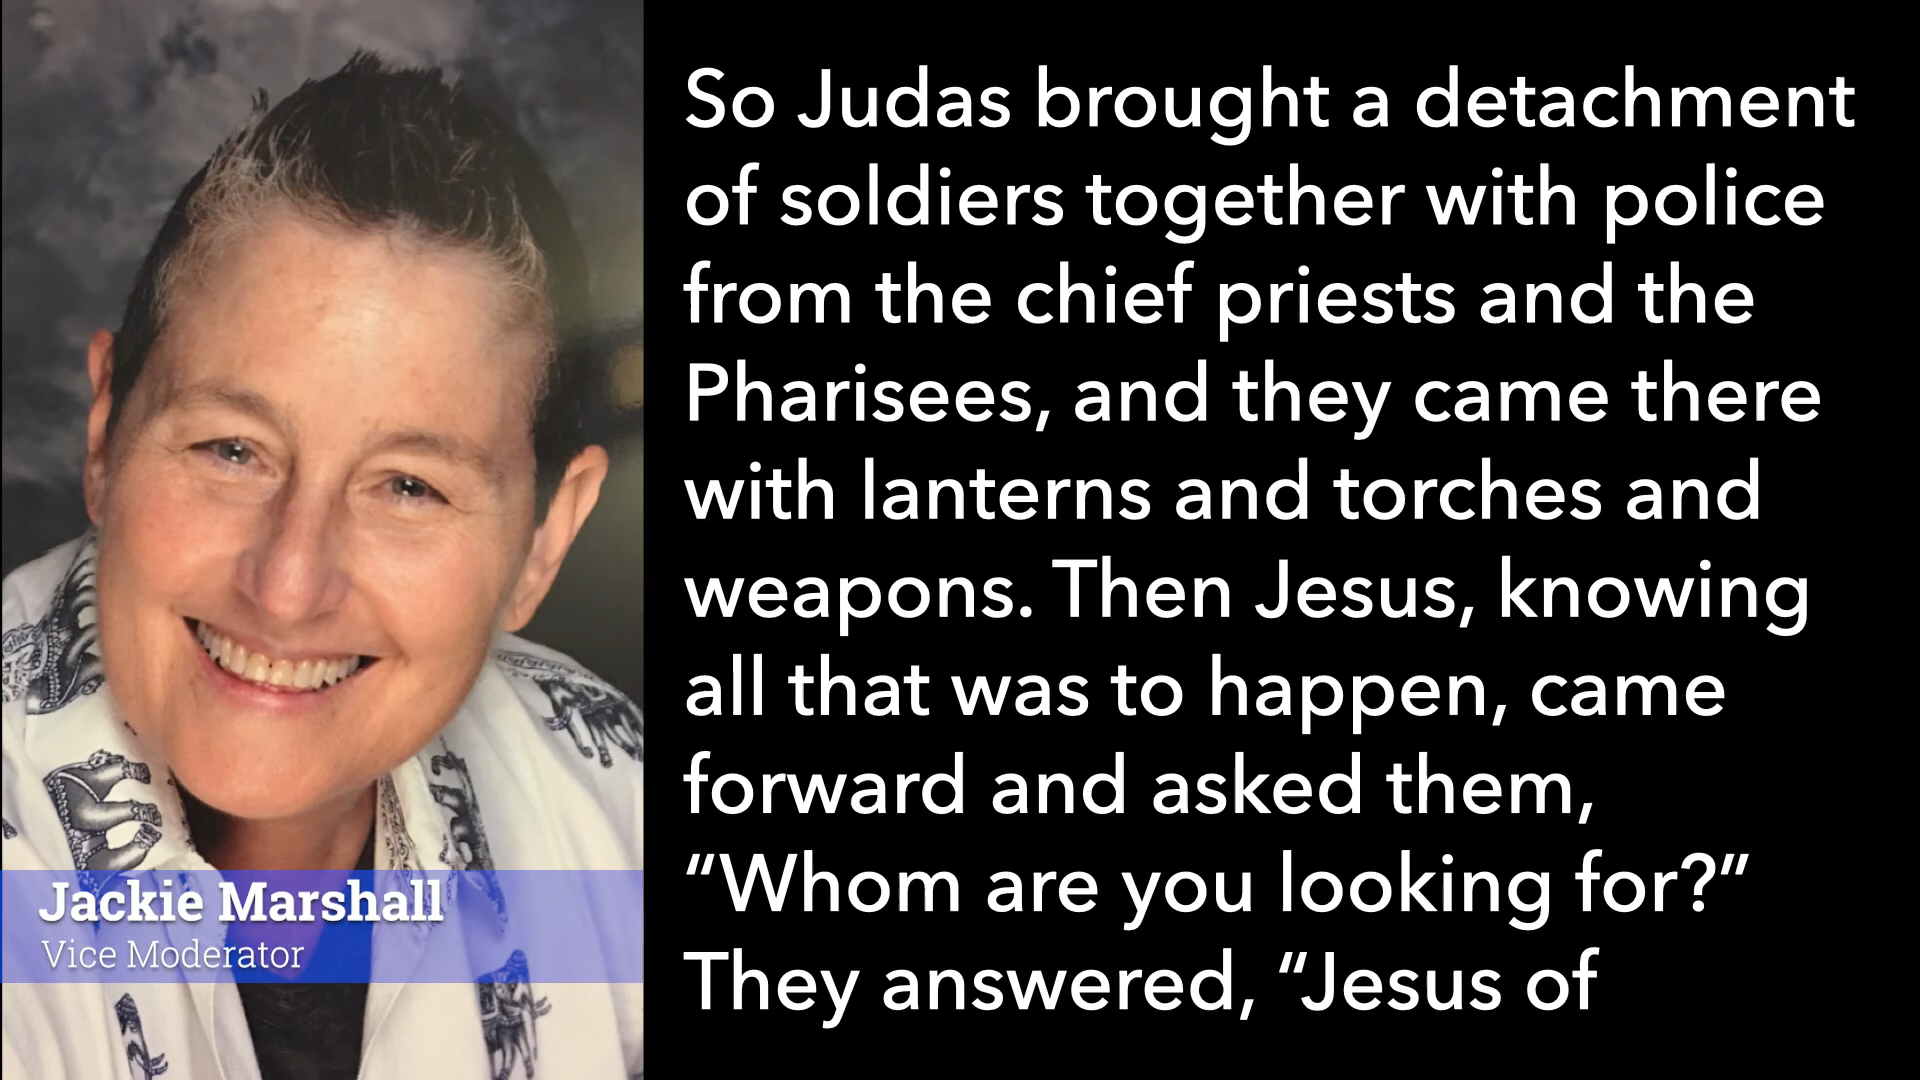 Jackie Marshall
Vice Moderator
So Judas brought a detachment
of soldiers together with police
from the chief priests and the
Pharisees, and they came there
with lanterns and torches and
weapons. Then Jesus, knowing
all that was to happen, came
forward and asked them,
“Whom are you looking for?”
They answered, “Jesus of